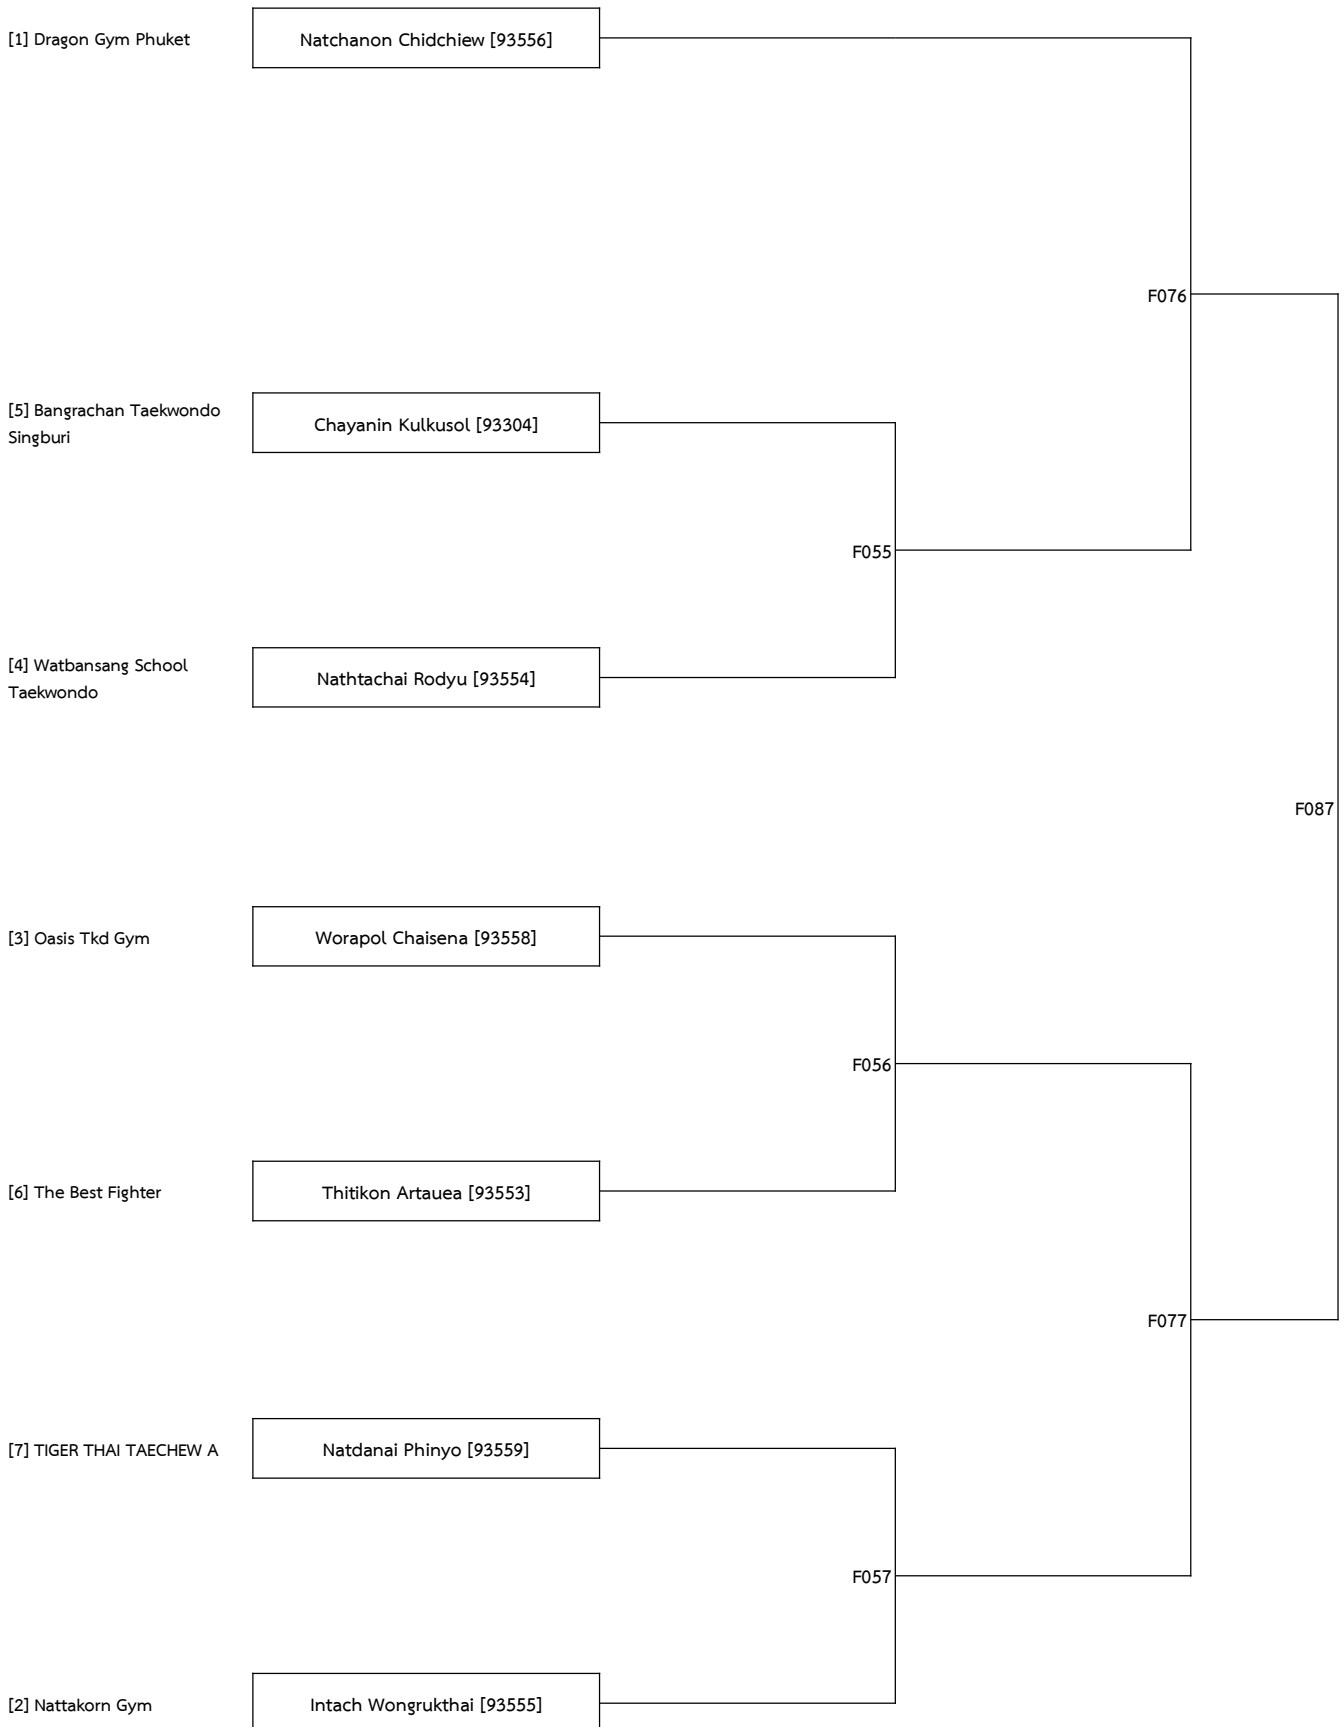 [1] Dragon Gym Phuket
Natchanon Chidchiew [93556]
F076
[5] Bangrachan Taekwondo
Singburi
Chayanin Kulkusol [93304]
F055
[4] Watbansang School
Taekwondo
Nathtachai Rodyu [93554]
F087
[3] Oasis Tkd Gym
Worapol Chaisena [93558]
F056
[6] The Best Fighter
Thitikon Artauea [93553]
F077
[7] TIGER THAI TAECHEW A
Natdanai Phinyo [93559]
F057
[2] Nattakorn Gym
Intach Wongrukthai [93555]